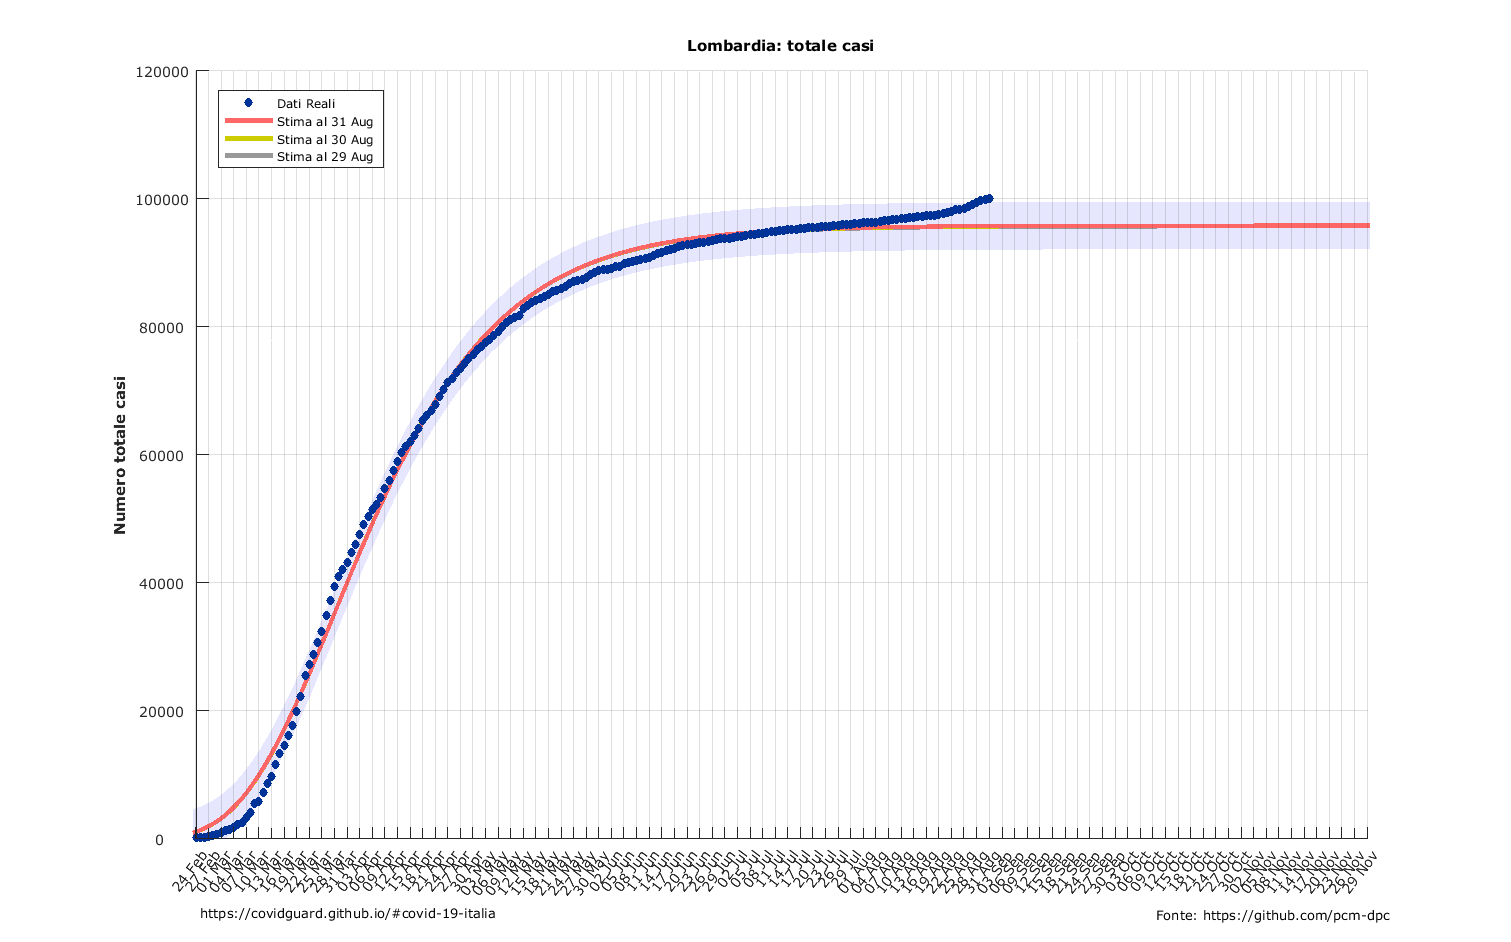 Lombardia: totale casi
120000
100000
80000
60000
40000
20000
0
Numero totale casi
Dati Reali
Stima al 31 Aug
Stima al 30 Aug
Stima al 29 Aug
24 Feb
27 Feb
01 Mar
04 Mar
07 Mar
10 Mar
13 Mar
16 Mar
19 Mar
22 Mar
25 Mar
28 Mar
31 Mar
03 Apr
06 Apr
09 Apr
12 Apr
15 Apr
18 Apr
21 Apr
24 Apr
27 Apr
30 Apr
03 May
06 May
09 May
12 May
15 May
18 May
21 May
24 May
27 May
30 May
02 Jun
05 Jun
08 Jun
11 Jun
14 Jun
17 Jun
20 Jun
23 Jun
26 Jun
29 Jun
02 Jul
05 Jul
08 Jul
11 Jul
14 Jul
17 Jul
20 Jul
23 Jul
26 Jul
29 Jul
01 Aug
04 Aug
07 Aug
10 Aug
13 Aug
16 Aug
19 Aug
22 Aug
25 Aug
28 Aug
31 Aug
03 Sep
06 Sep
09 Sep
12 Sep
15 Sep
18 Sep
21 Sep
24 Sep
27 Sep
30 Sep
03 Oct
06 Oct
09 Oct
12 Oct
15 Oct
18 Oct
21 Oct
24 Oct
27 Oct
30 Oct
02 Nov
05 Nov
08 Nov
11 Nov
14 Nov
17 Nov
20 Nov
23 Nov
26 Nov
29 Nov
https://covidguard.github.io/#covid-19-italia
Fonte: https://github.com/pcm-dpc